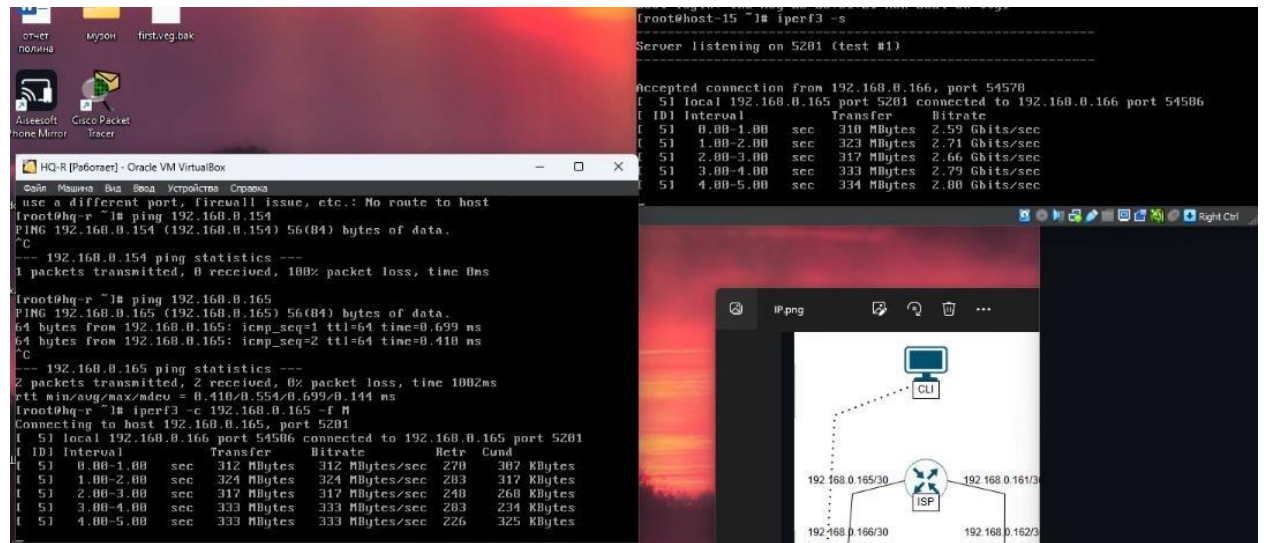 отчет полина
музон
first.veg.bak
Aiseesoft Phone Mirror
Cisco Packet Tracer
[root@host-15 ~]# iperf3 -s
Server listening on 5201 (test #1)
Accepted connection from 192.168.0.166, port 54578
[  5] local 192.168.0.165 port 5201 connected to 192.168.0.166 port 54586
[ ID] Interval Transfer Bitrate
[  5] 0.00-1.00 sec 310 MBytes 2.59 Gbits/sec
[  5] 1.00-2.00 sec 323 MBytes 2.71 Gbits/sec
[  5] 2.00-3.00 sec 317 MBytes 2.66 Gbits/sec
[  5] 3.00-4.00 sec 333 MBytes 2.79 Gbits/sec
[  5] 4.00-5.00 sec 334 MBytes 2.80 Gbits/sec
Right Ctrl
HQ-R [Работает] - Oracle VM VirtualBox
Файл Машина Вид Ввод Устройства Справка
use a different port, firewall issue, etc.: No route to host
[root@hq-r ~]# ping 192.168.0.154
PING 192.168.0.154 (192.168.0.154) 56(84) bytes of data.
^C
--- 192.168.0.154 ping statistics ---
1 packets transmitted, 0 received, 100% packet loss, time 0ms
[root@hq-r ~]# ping 192.168.0.165
PING 192.168.0.165 (192.168.0.165) 56(84) bytes of data.
64 bytes from 192.168.0.165: icmp_seq=1 ttl=64 time=0.699 ms
64 bytes from 192.168.0.165: icmp_seq=2 ttl=64 time=0.410 ms
^C
--- 192.168.0.165 ping statistics ---
2 packets transmitted, 2 received, 0% packet loss, time 1002ms
rtt min/avg/max/mdev = 0.410/0.554/0.699/0.144 ms
[root@hq-r ~]# iperf3 -c 192.168.0.165 -f M
Connecting to host 192.168.0.165, port 5201
[  5] local 192.168.0.166 port 54586 connected to 192.168.0.165 port 5201
[ ID] Interval Transfer Bitrate Retr Cwnd
[  5] 0.00-1.00 sec 312 MBytes 312 MBytes/sec 270 307 KBytes
[  5] 1.00-2.00 sec 324 MBytes 324 MBytes/sec 283 317 KBytes
[  5] 2.00-3.00 sec 317 MBytes 317 MBytes/sec 240 268 KBytes
[  5] 3.00-4.00 sec 333 MBytes 333 MBytes/sec 283 234 KBytes
[  5] 4.00-5.00 sec 333 MBytes 333 MBytes/sec 226 325 KBytes
IP.png
CLI
192.168.0.165/30
192.168.0.161/3
ISP
192.168.0.166/30
192.168.0.162/3